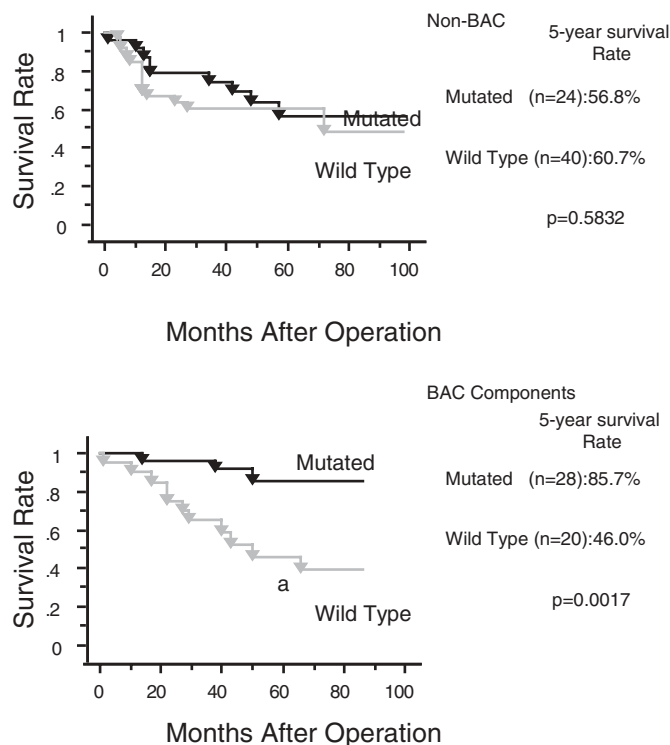 Non-BAC
5-year survival
Rate
Survival Rate
1
.8
.6
.4
.2
0
Mutated
Wild Type
Mutated (n=24):56.8%
Wild Type (n=40):60.7%
p=0.5832
0 20 40 60 80 100
Months After Operation
BAC Components
5-year survival
Rate
Survival Rate
1
.8
.6
.4
.2
0
Mutated
a
Wild Type
Mutated (n=28):85.7%
Wild Type (n=20):46.0%
p=0.0017
0 20 40 60 80 100
Months After Operation